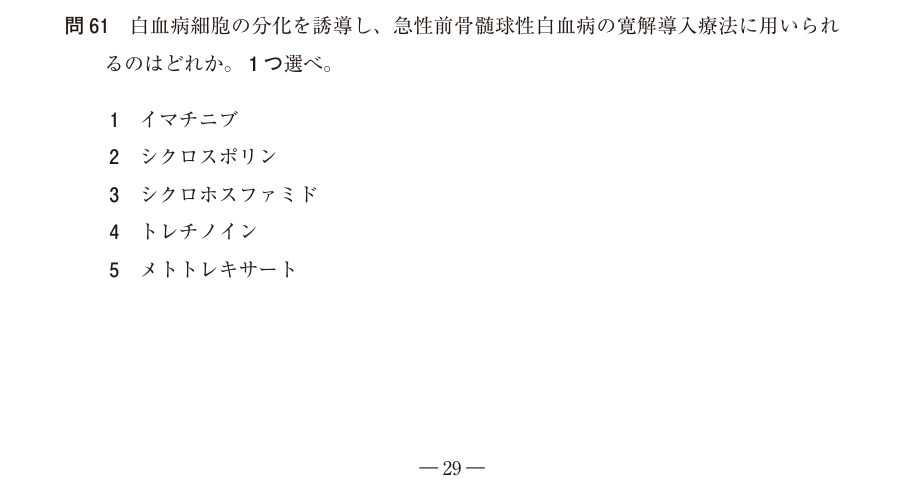 問 61 白血病細胞の分化を誘導し、急性前骨髄球性白血病の寛解導入療法に用いられ
るのはどれか。1つ選べ。
1 イマチニブ
2 シクロスポリン
3 シクロホスファミド
4 トレチノイン
5 メトトレキサート
— 29 —